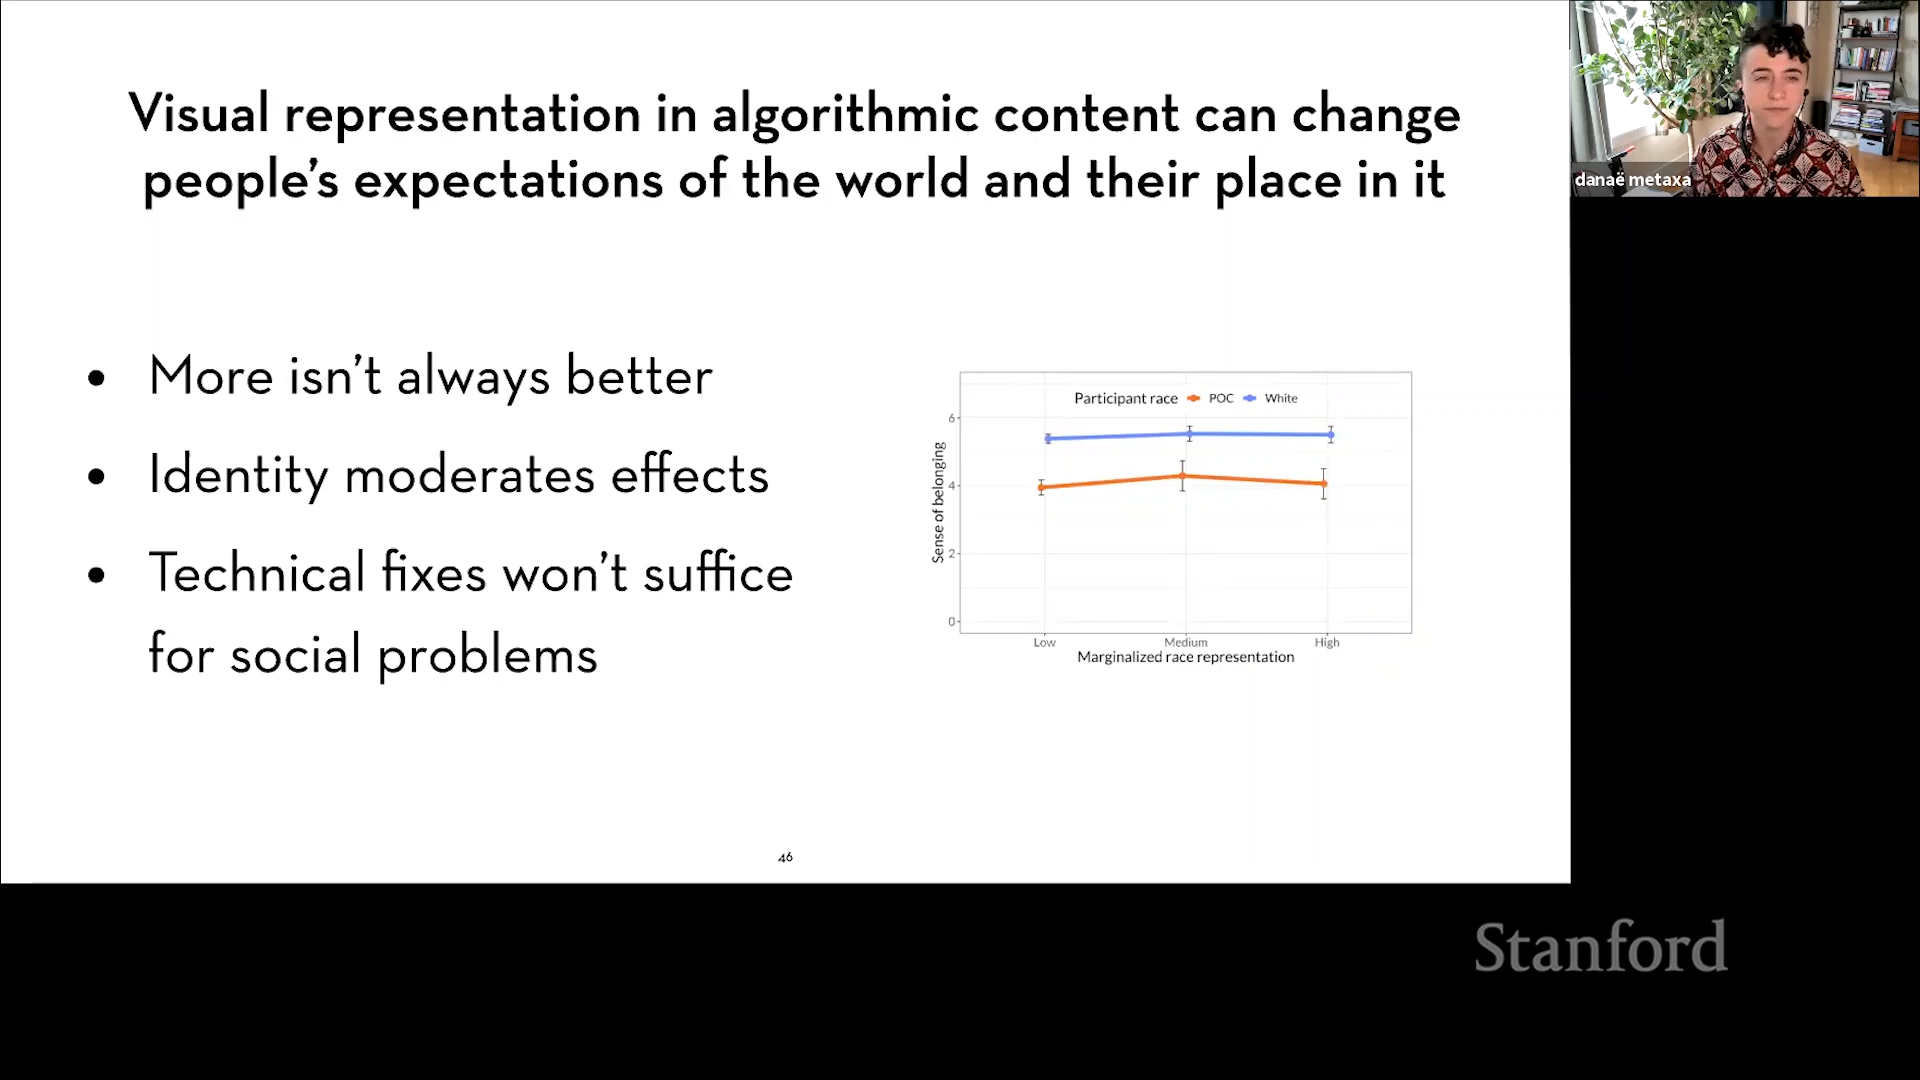 Visual representation in algorithmic content can change
people's expectations of the world and their place in it
• More isn't always better
• Identity moderates effects
• Technical fixes won't suffice
for social problems
Participant race POC White
6
4
2
0
Sense of belonging
Low Medium High
Marginalized race representation
46
danaë metaxa
Stanford